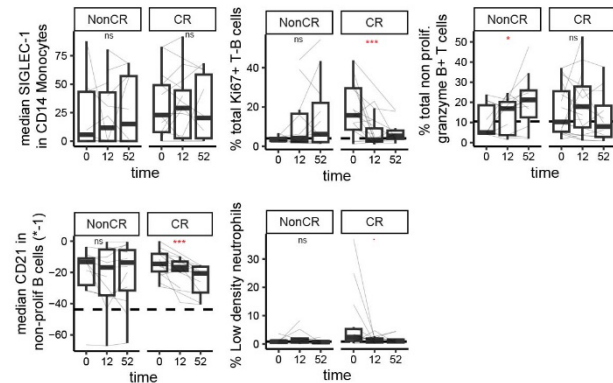 NonCR
CR
ns
ns
75
50
25
0
median SIGLEC-1
in CD14 Monocytes
0 12 52
0 12 52
time
NonCR
CR
ns
***
40
20
0
% total Ki67+ T-B cells
0 12 52
0 12 52
time
NonCR
CR
*
ns
50
40
30
20
10
0
% total non prolif.
granzyme B+ T cells
0 12 52
0 12 52
time
NonCR
CR
ns
***
0
−20
−40
−60
median CD21 in
non-prolif B cells (*-1)
0 12 52
0 12 52
time
NonCR
CR
ns
.
30
20
10
0
% Low density neutrophils
0 12 52
0 12 52
time